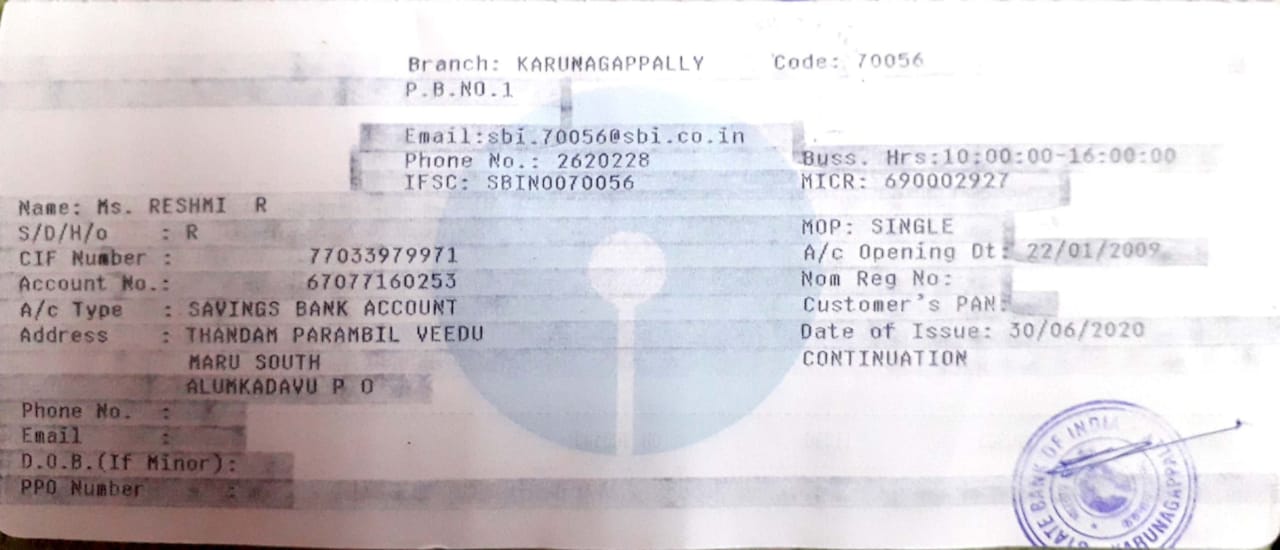 Branch: KARUNAGAPPALLY Code: 70056
P.B.NO.1
Email:sbi.70056@sbi.co.in
Phone No.: 2620228 Buss. Hrs:10:00:00-16:00:00
IFSC: SBIN0070056 MICR: 690002927
Name: Ms. RESHMI R
S/D/H/o : R MOP: SINGLE
CIF Number : 77033979971 A/c Opening Dt: 22/01/2009
Account No.: 67077160253 Nom Reg No:
A/c Type : SAVINGS BANK ACCOUNT Customer's PAN:
Address : THANDAM PARAMBIL VEEDU Date of Issue: 30/06/2020
MARU SOUTH CONTINUATION
ALUMKADAVU P O
Phone No. :
Email :
D.O.B.(If Minor):
PPO Number :
STATE BANK OF INDIA
KARUNAGAPPALLY